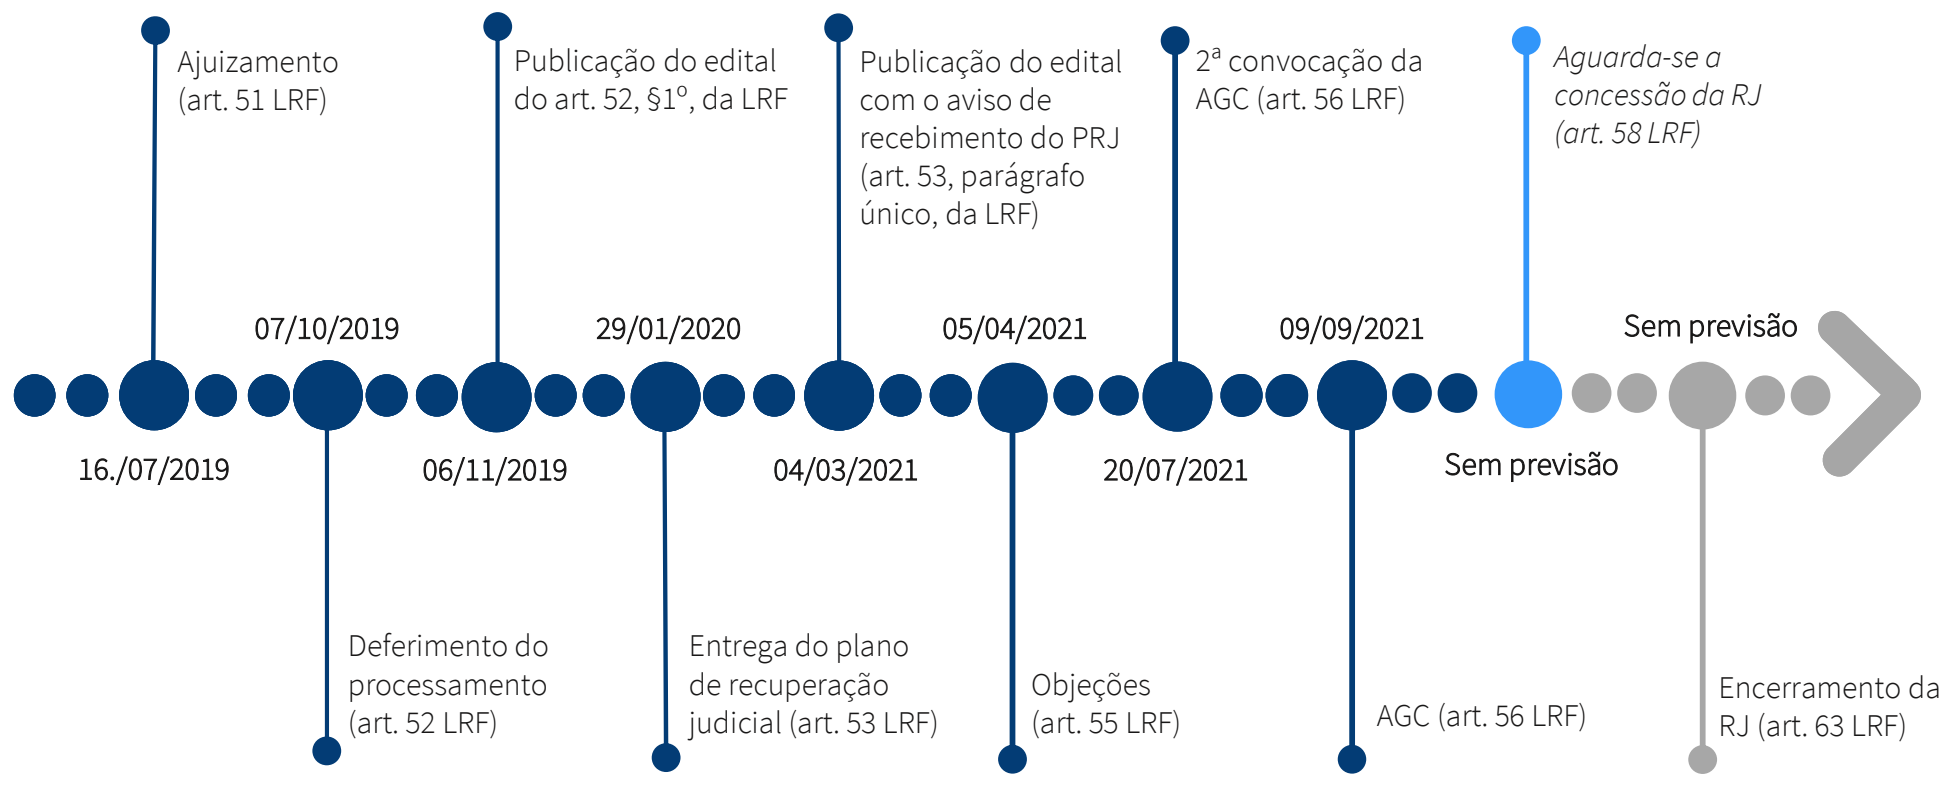 Ajuizamento
(art. 51 LRF)
Publicação do edital
do art. 52, §1º, da LRF
Publicação do edital
com o aviso de
recebimento do PRJ
(art. 53, parágrafo
único, da LRF)
2ª convocação da
AGC (art. 56 LRF)
Aguarda-se a
concessão da RJ
(art. 58 LRF)
07/10/2019
29/01/2020
05/04/2021
09/09/2021
Sem previsão
16./07/2019
06/11/2019
04/03/2021
20/07/2021
Sem previsão
Deferimento do
processamento
(art. 52 LRF)
Entrega do plano
de recuperação
judicial (art. 53 LRF)
Objeções
(art. 55 LRF)
AGC (art. 56 LRF)
Encerramento da
RJ (art. 63 LRF)